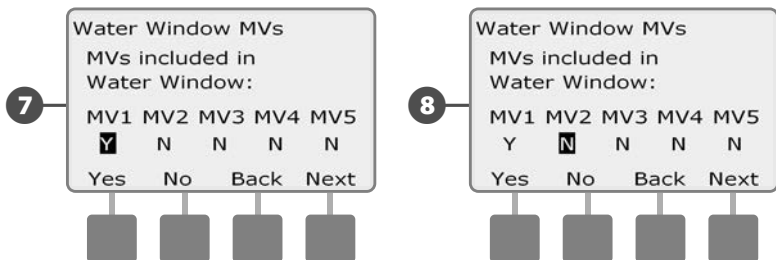 7
Water Window MVs
MVs included in
Water Window:
MV1 MV2 MV3 MV4 MV5
Y N N N N
Yes No Back Next
8
Water Window MVs
MVs included in
Water Window:
MV1 MV2 MV3 MV4 MV5
Y N N N N
Yes No Back Next